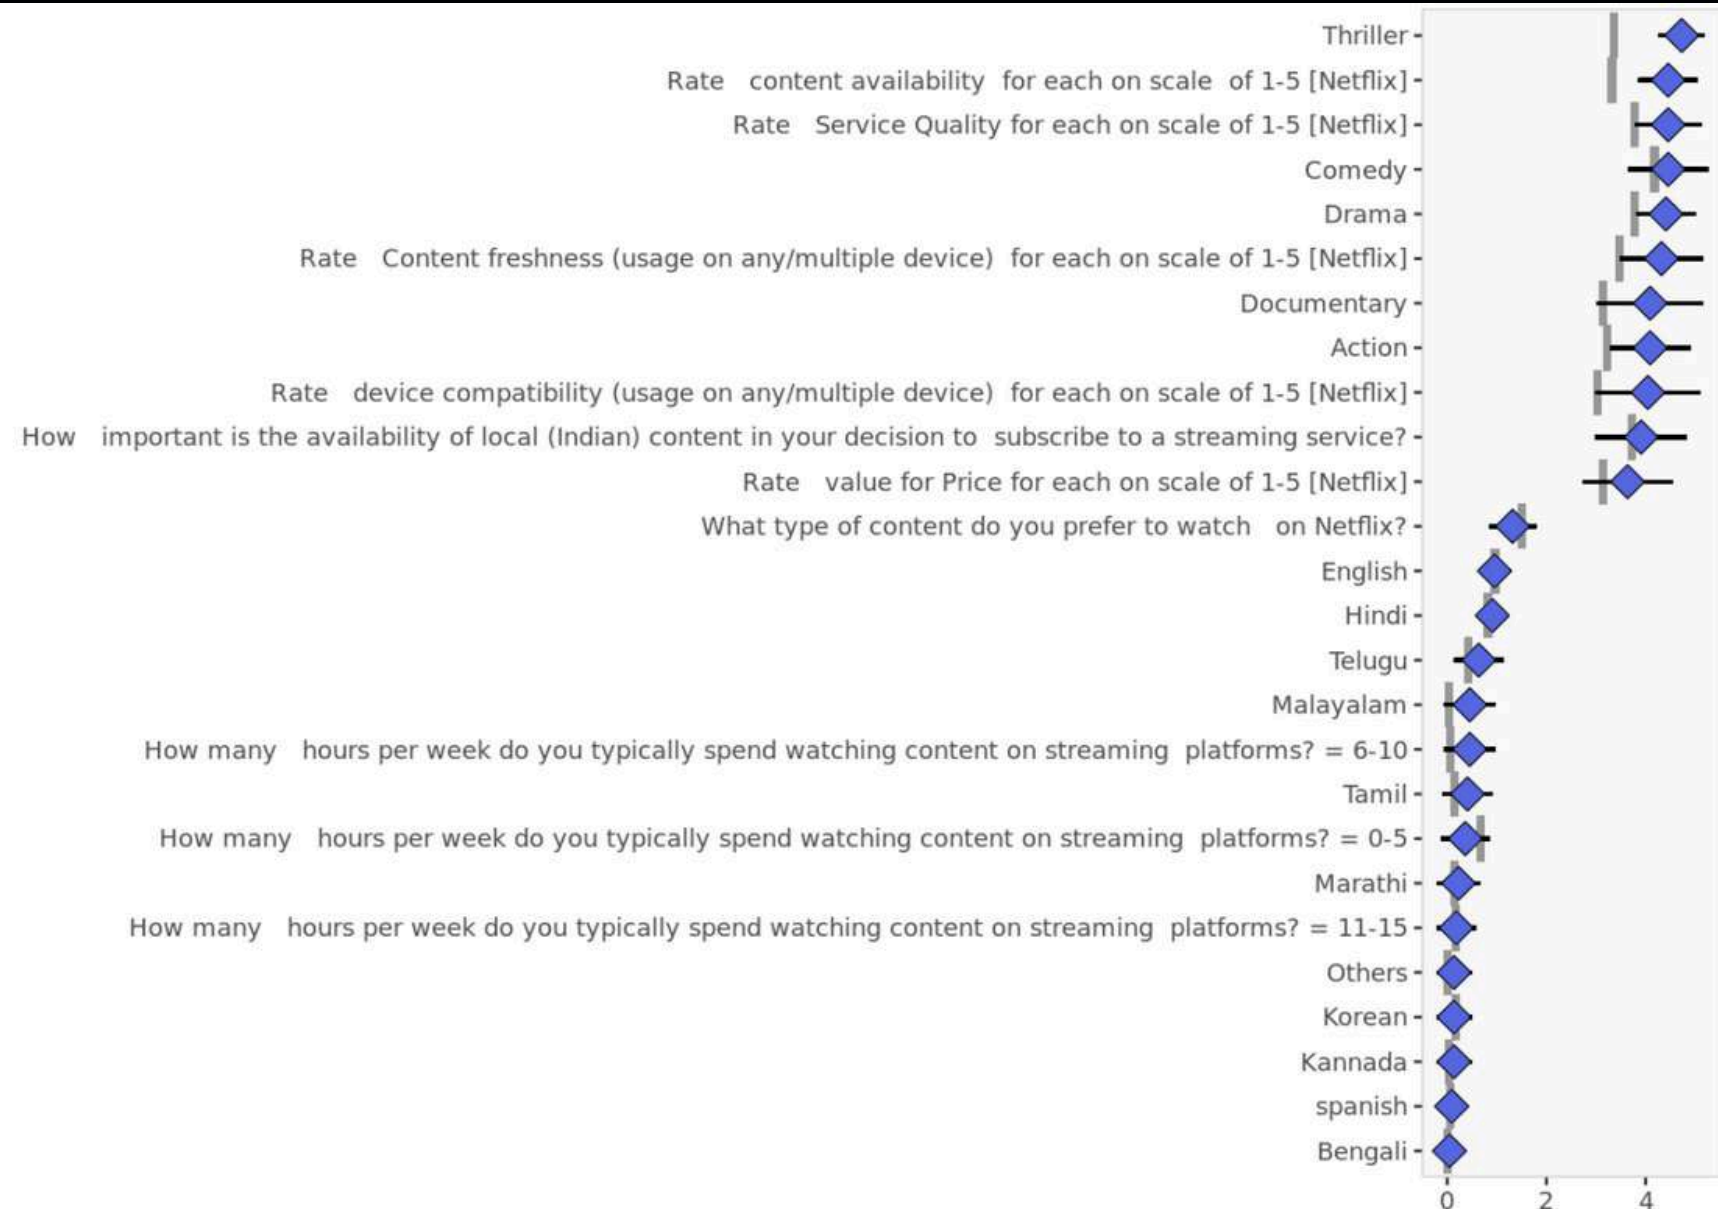 Thriller
Rate content availability for each on scale of 1-5 [Netflix]
Rate Service Quality for each on scale of 1-5 [Netflix]
Comedy
Drama
Rate Content freshness (usage on any/multiple device) for each on scale of 1-5 [Netflix]
Documentary
Action
Rate device compatibility (usage on any/multiple device) for each on scale of 1-5 [Netflix]
How important is the availability of local (Indian) content in your decision to subscribe to a streaming service?
Rate value for Price for each on scale of 1-5 [Netflix]
What type of content do you prefer to watch on Netflix?
English
Hindi
Telugu
Malayalam
How many hours per week do you typically spend watching content on streaming platforms? = 6-10
Tamil
How many hours per week do you typically spend watching content on streaming platforms? = 0-5
Marathi
How many hours per week do you typically spend watching content on streaming platforms? = 11-15
Others
Korean
Kannada
spanish
Bengali
0 2 4